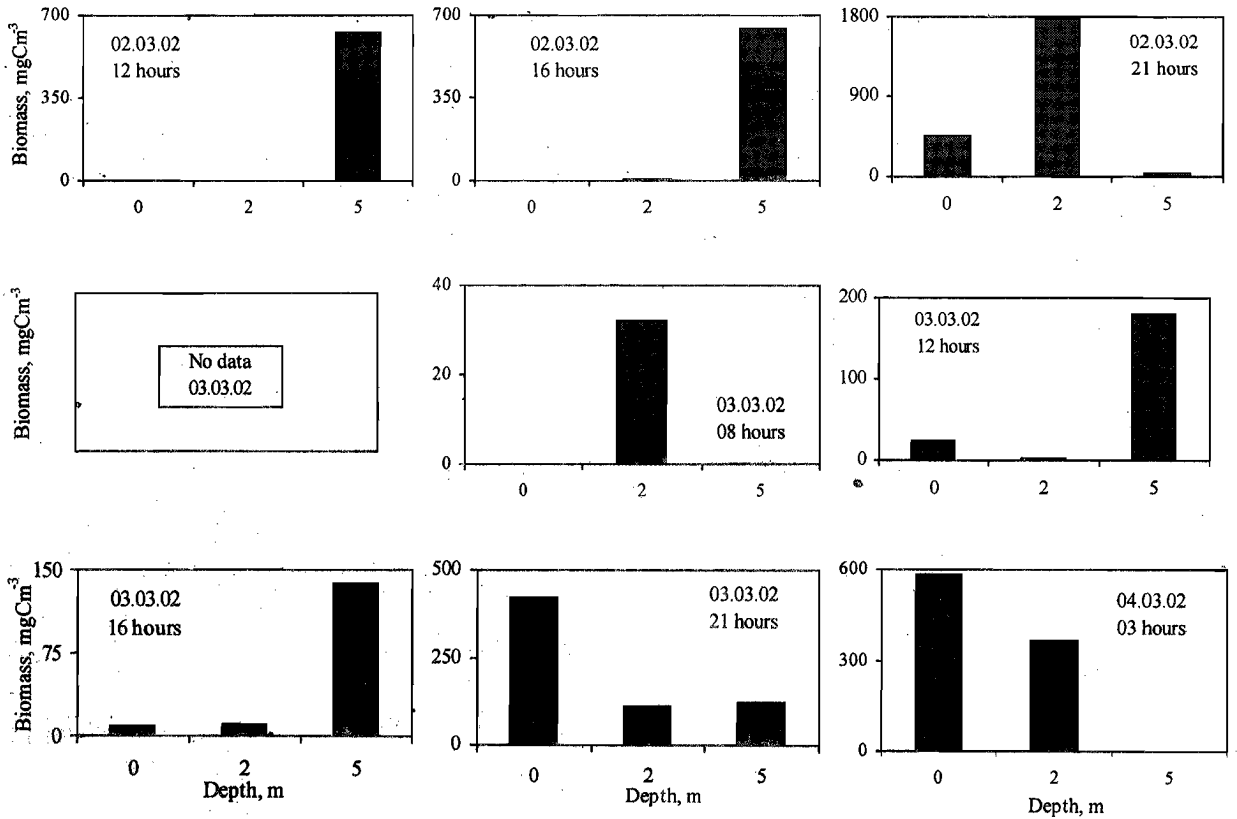 Biomass, mgCm-3
700
350
0
02.03.02
12 hours
0 2 5
700
350
0
02.03.02
16 hours
0 2 5
1800
900
0
02.03.02
21 hours
0 2 5
Biomass, mgCm-3
No data
03.03.02
40
20
0
03.03.02
08 hours
0 2 5
200
100
0
03.03.02
12 hours
0 2 5
Biomass, mgCm-3
150
75
0
03.03.02
16 hours
0 2 5
Depth, m
500
250
0
03.03.02
21 hours
0 2 5
Depth, m
600
300
0
04.03.02
03 hours
0 2 5
Depth, m